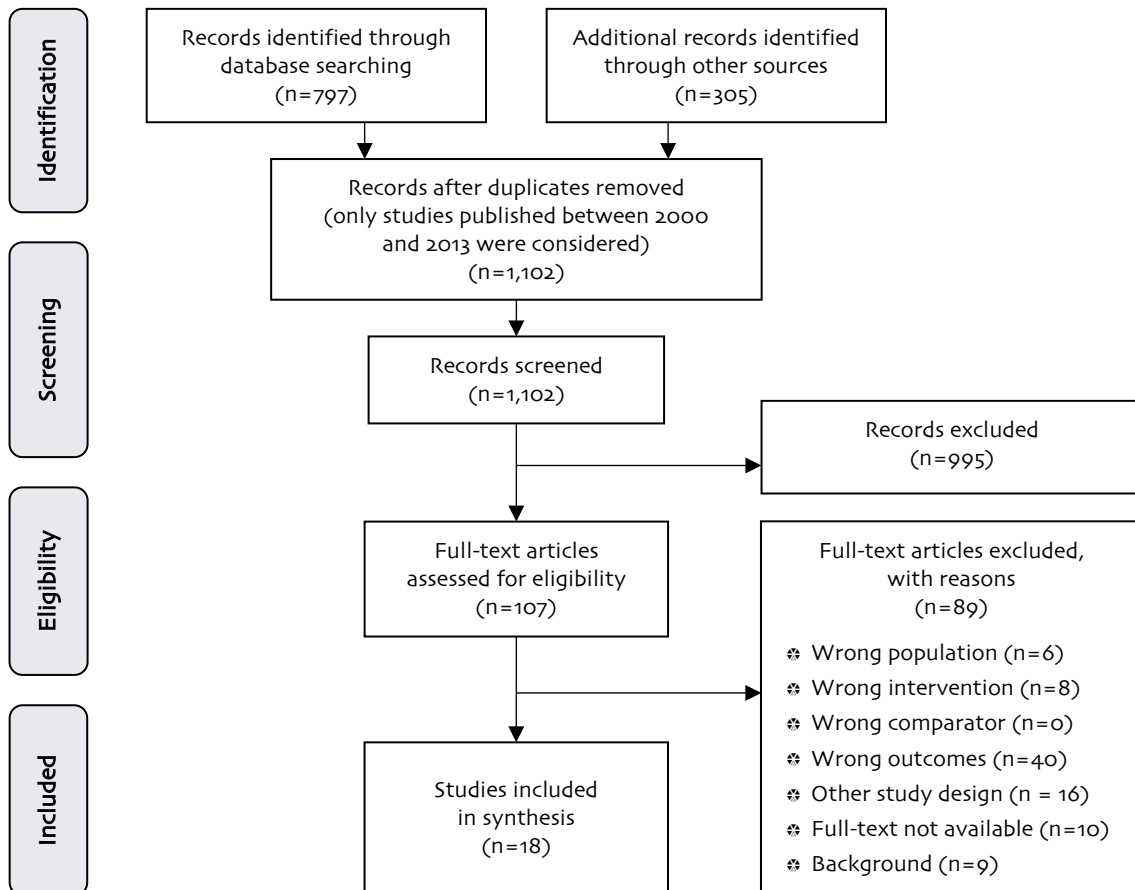 Identification
Records identified through
database searching
(n=797)
Additional records identified
through other sources
(n=305)
Records after duplicates removed
(only studies published between 2000
and 2013 were considered)
(n=1,102)
Screening
Records screened
(n=1,102)
Records excluded
(n=995)
Eligibility
Full-text articles
assessed for eligibility
(n=107)
Full-text articles excluded,
with reasons
(n=89)
Wrong population (n=6)
Wrong intervention (n=8)
Wrong comparator (n=0)
Wrong outcomes (n=40)
Other study design (n = 16)
Full-text not available (n=10)
Background (n=9)
Included
Studies included
in synthesis
(n=18)